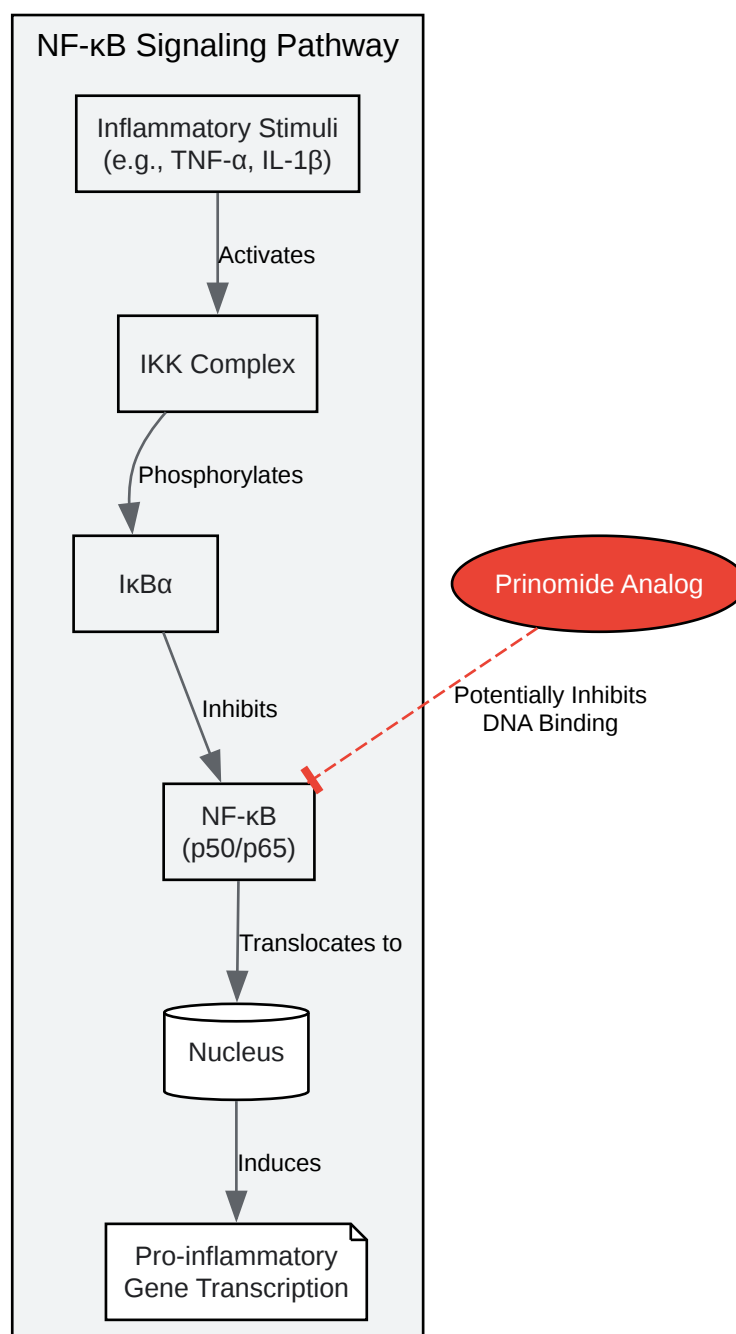 NF-κB Signaling Pathway
Inflammatory Stimuli
(e.g., TNF-α, IL-1β)
Activates
IKK Complex
Phosphorylates
IκBα
Prinomide Analog
Inhibits
Potentially Inhibits
DNA Binding
NF-κB
(p50/p65)
Translocates to
Nucleus
Induces
Pro-inflammatory
Gene Transcription